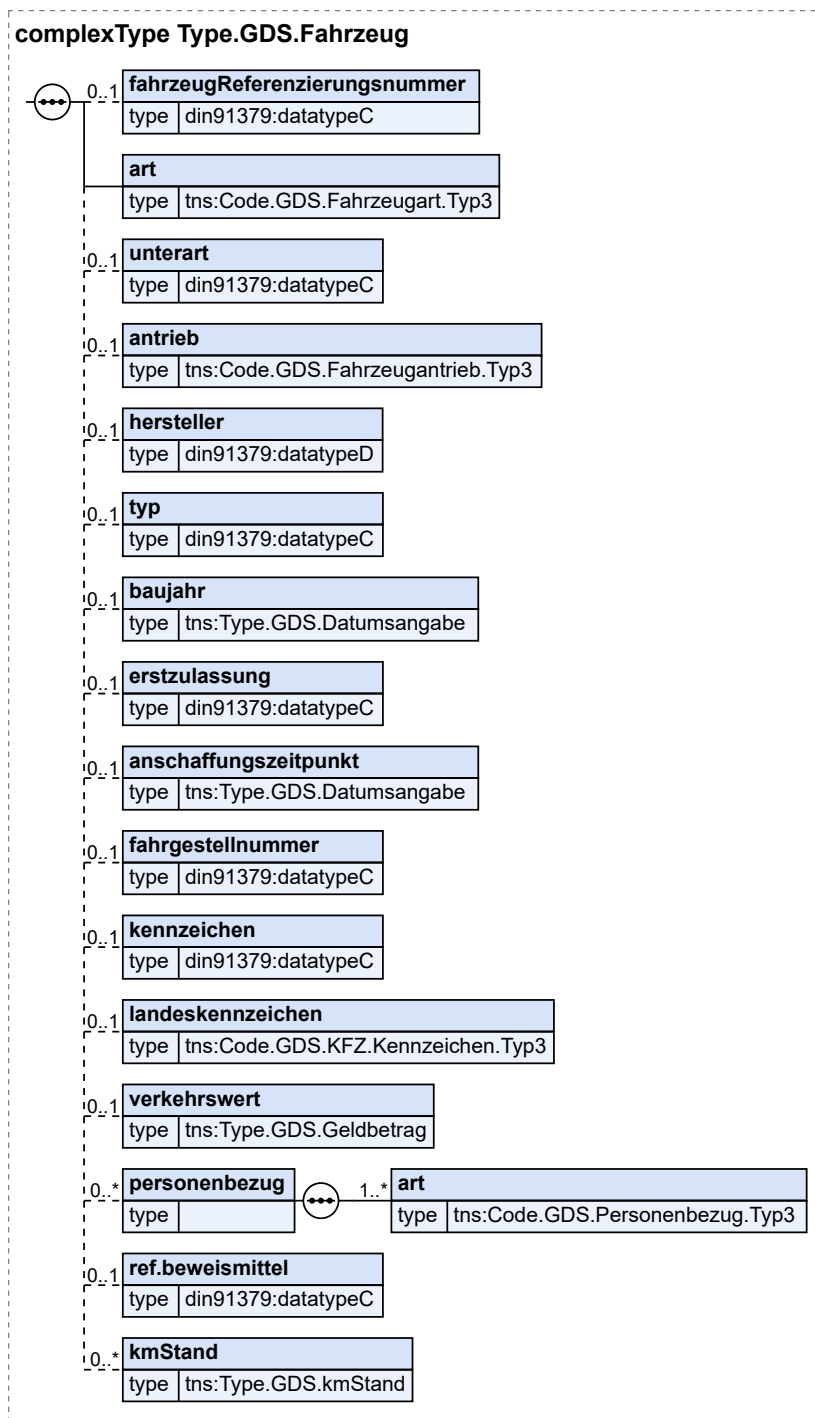 complexType Type.GDS.Fahrzeug
0..1 fahrzeugReferenzierungsnummer
type din91379:datatypeC
art
type tns:Code.GDS.Fahrzeugart.Typ3
0..1 unterart
type din91379:datatypeC
0..1 antrieb
type tns:Code.GDS.Fahrzeugantrieb.Typ3
0..1 hersteller
type din91379:datatypeD
0..1 typ
type din91379:datatypeC
0..1 baujahr
type tns:Type.GDS.Datumsangabe
0..1 erstzulassung
type din91379:datatypeC
0..1 anschaffungszeitpunkt
type tns:Type.GDS.Datumsangabe
0..1 fahrgestellnummer
type din91379:datatypeC
0..1 kennzeichen
type din91379:datatypeC
0..1 landeskennzeichen
type tns:Code.GDS.KFZ.Kennzeichen.Typ3
0..1 verkehrswert
type tns:Type.GDS.Geldbetrag
0..* personenbezug 1..* art
type type tns:Code.GDS.Personenbezug.Typ3
0..1 ref.beweismittel
type din91379:datatypeC
0..* kmStand
type tns:Type.GDS.kmStand